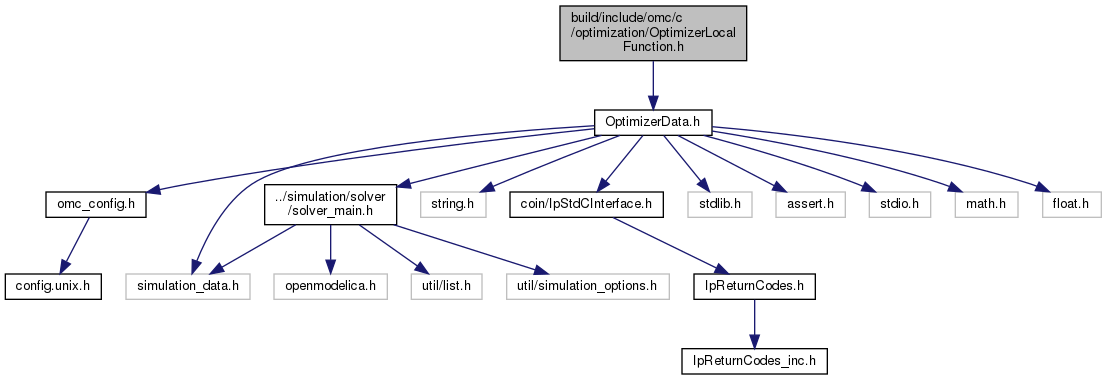 build/include/omc/c
/optimization/OptimizerLocal
Function.h
OptimizerData.h
omc_config.h
../simulation/solver
/solver_main.h
string.h
coin/IpStdCInterface.h
stdlib.h
assert.h
stdio.h
math.h
float.h
config.unix.h
simulation_data.h
openmodelica.h
util/list.h
util/simulation_options.h
IpReturnCodes.h
IpReturnCodes_inc.h